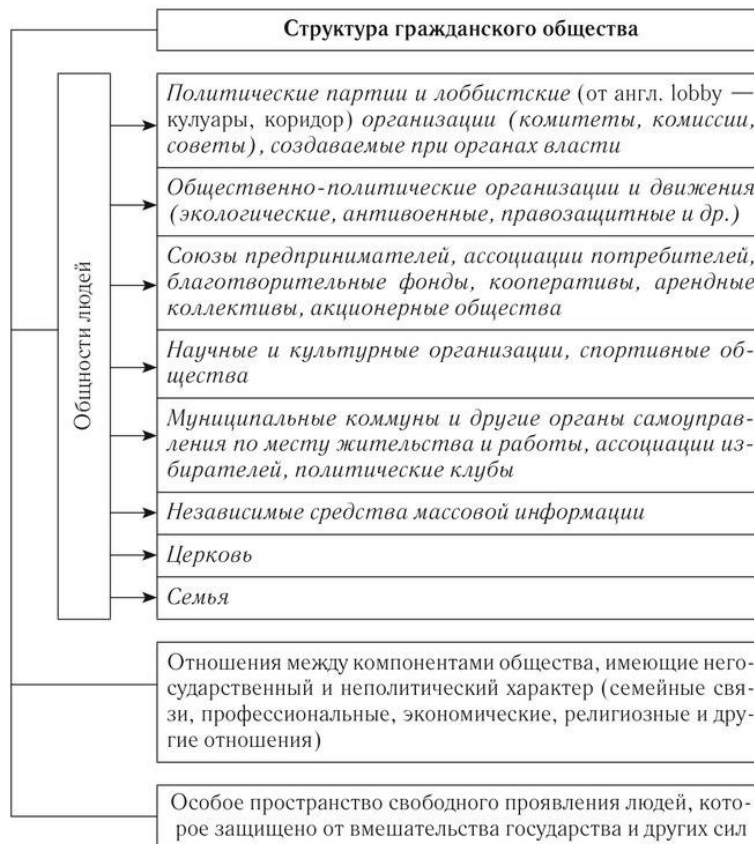 Структура гражданского общества
Общности людей
Политические партии и лоббистские (от англ. lobby —
кулуары, коридор) организации (комитеты, комиссии,
советы), создаваемые при органах власти
Общественно-политические организации и движения
(экологические, антивоенные, правозащитные и др.)
Союзы предпринимателей, ассоциации потребителей,
благотворительные фонды, кооперативы, арендные
коллективы, акционерные общества
Научные и культурные организации, спортивные об-
щества
Муниципальные коммуны и другие органы самоуправ-
ления по месту жительства и работы, ассоциации из-
бирателей, политические клубы
Независимые средства массовой информации
Церковь
Семья
Отношения между компонентами общества, имеющие него-
сударственный и неполитический характер (семейные свя-
зи, профессиональные, экономические, религиозные и дру-
гие отношения)
Особое пространство свободного проявления людей, кото-
рое защищено от вмешательства государства и других сил